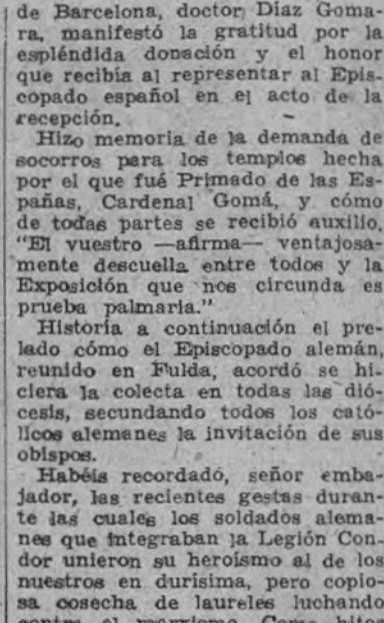 de Barcelona, doctor Díaz Goma-
ra, manifestó la gratitud por la
espléndida donación y el honor
que recibía al representar al Epis-
copado español en el acto de la
recepción.
Hizo memoria de la demanda de
socorros para los templos hecha
por el que fué Primado de las Es-
pañas, Cardenal Gomá, y cómo
de todas partes se recibió auxilio.
"El vuestro —afirma— ventajosa-
mente descuella entre todos y la
Exposición que nos circunda es
prueba palmaria."
Historía a continuación el pre-
lado cómo el Episcopado alemán,
reunido en Fulda, acordó se hi-
ciera la colecta en todas las dió-
cesis, secundando todos los cató-
licos alemanes la invitación de sus
obispos.
Habéis recordado, señor emba-
jador, las recientes gestas duran-
te las cuales los soldados alema-
nes que integraban la Legión Con-
dor unieron su heroísmo al de los
nuestros en durísima, pero copio-
sa cosecha de laureles luchando
contra el marxismo. Como hitos